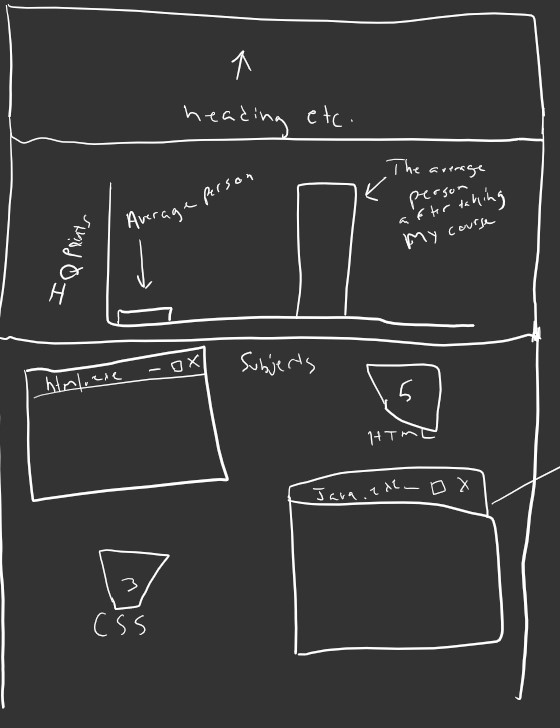 heading etc.
IQ Points
Average person
The average
person
after taking
my course
Subjects
html.exe
5
HTML
Java.exe
3
CSS